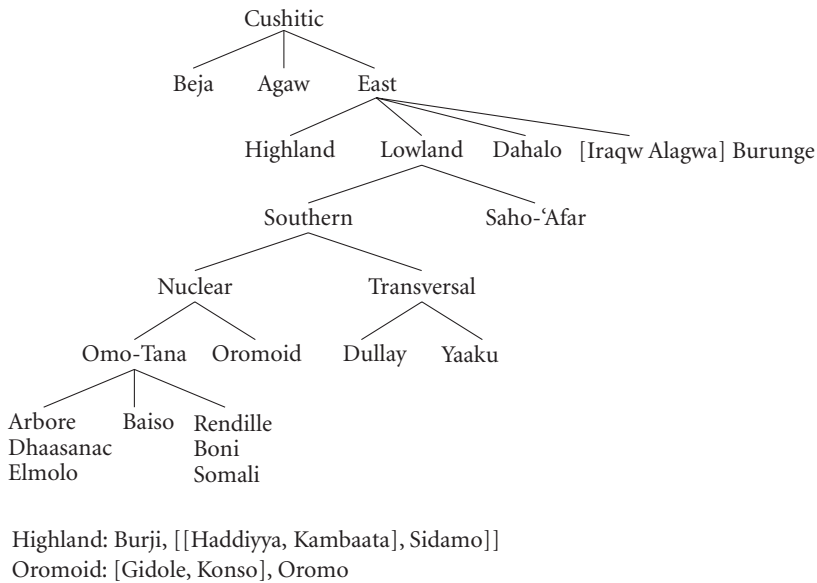 Cushitic
Beja Agaw East
Highland Lowland Dahalo [Iraqw Alagwa] Burunge
Southern Saho-ʿAfar
Nuclear Transversal
Omo-Tana Oromoid Dullay Yaaku
Arbore Baiso Rendille
Dhaasanac Boni
Elmolo Somali
Highland: Burji, [[Haddiyya, Kambaata], Sidamo]]
Oromoid: [Gidole, Konso], Oromo